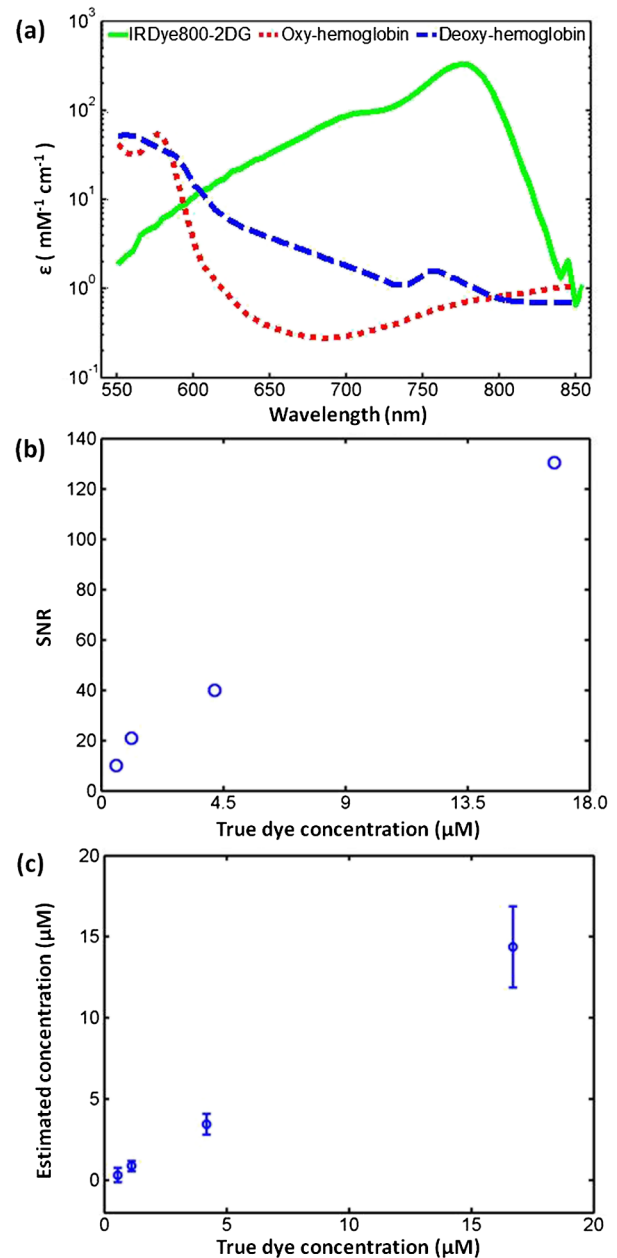 (a)
IRDye800-2DG Oxy-hemoglobin Deoxy-hemoglobin
10³
10²
10¹
10⁰
10⁻¹
ε ( mM⁻¹ cm⁻¹ )
550 600 650 700 750 800 850
Wavelength (nm)
(b)
140
120
100
80
60
40
20
0
SNR
0 4.5 9 13.5 18.0
True dye concentration (μM)
(c)
20
15
10
5
0
Estimated concentration (μM)
0 5 10 15 20
True dye concentration (μM)